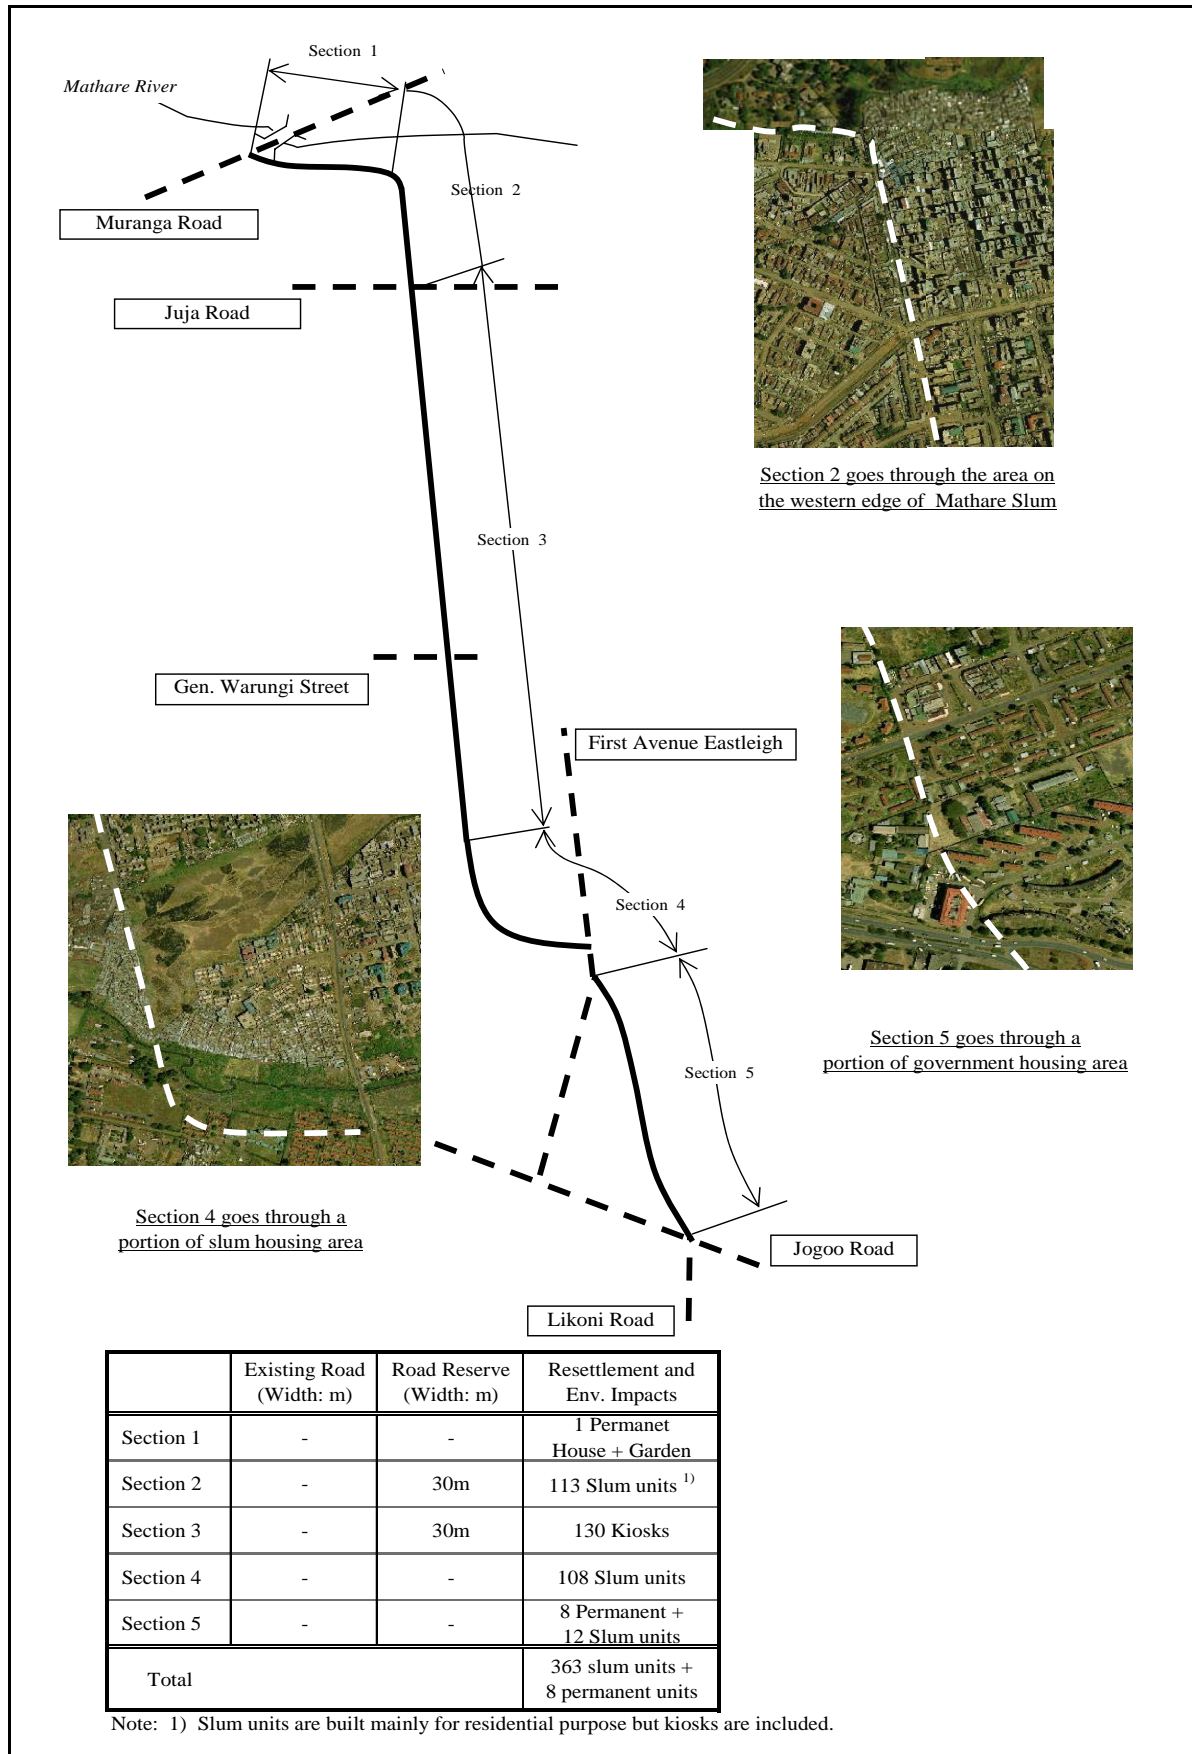 Section 1
Mathare River
Section 2
Muranga Road
Juja Road
Section 2 goes through the area on
the western edge of Mathare Slum
Section 3
Gen. Warungi Street
First Avenue Eastleigh
Section 4
Section 5 goes through a
portion of government housing area
Section 5
Section 4 goes through a
portion of slum housing area
Jogoo Road
Likoni Road
Existing Road Road Reserve Resettlement and
(Width: m) (Width: m) Env. Impacts
1 Permanet
Section 1 - -
House + Garden
Section 2 - 30m 113 Slum units 1)
Section 3 - 30m 130 Kiosks
Section 4 - - 108 Slum units
8 Permanent +
Section 5 - -
12 Slum units
363 slum units +
Total
8 permanent units
Note: 1) Slum units are built mainly for residential purpose but kiosks are included.